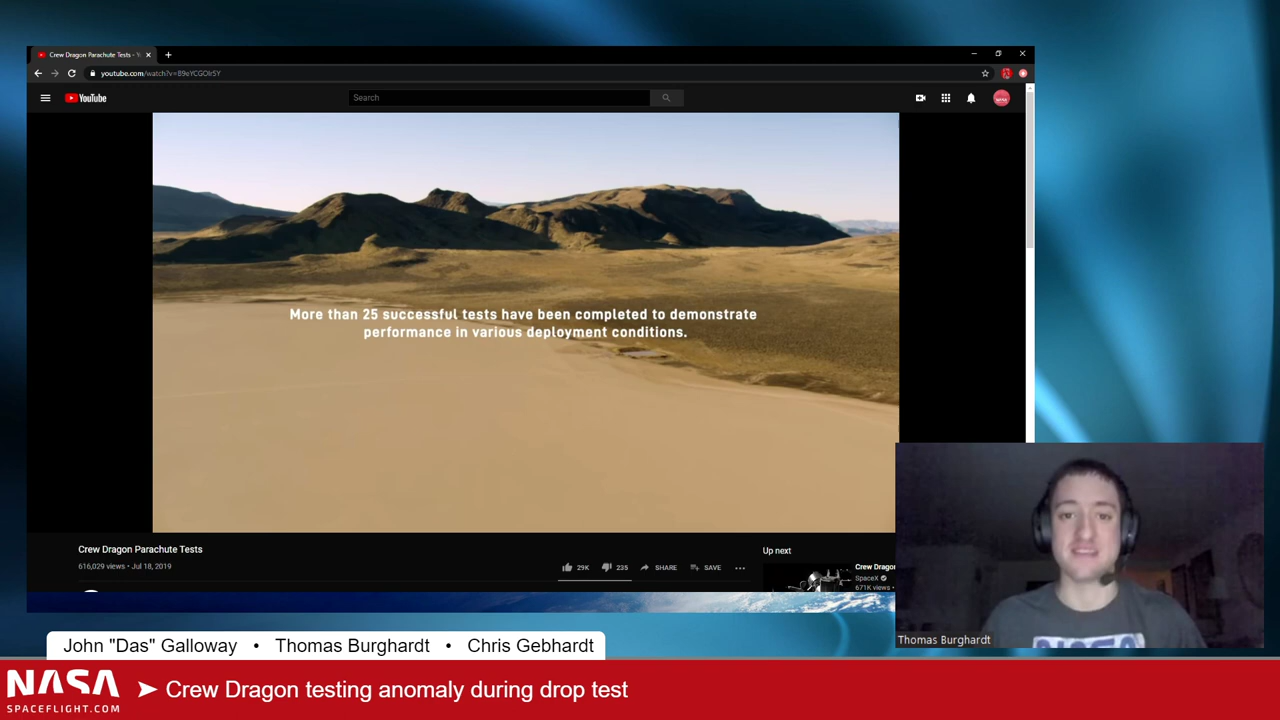 Crew Dragon Parachute Tests - Y
youtube.com/watch?v=89eYCGOIr5Y
YouTube
Search
More than 25 successful tests have been completed to demonstrate
performance in various deployment conditions.
Crew Dragon Parachute Tests
616,029 views • Jul 18, 2019
29K
235
SHARE
SAVE
Up next
Crew Dragon
SpaceX
671K views •
Thomas Burghardt
John "Das" Galloway • Thomas Burghardt • Chris Gebhardt
NASA
SPACEFLIGHT.COM
➤ Crew Dragon testing anomaly during drop test